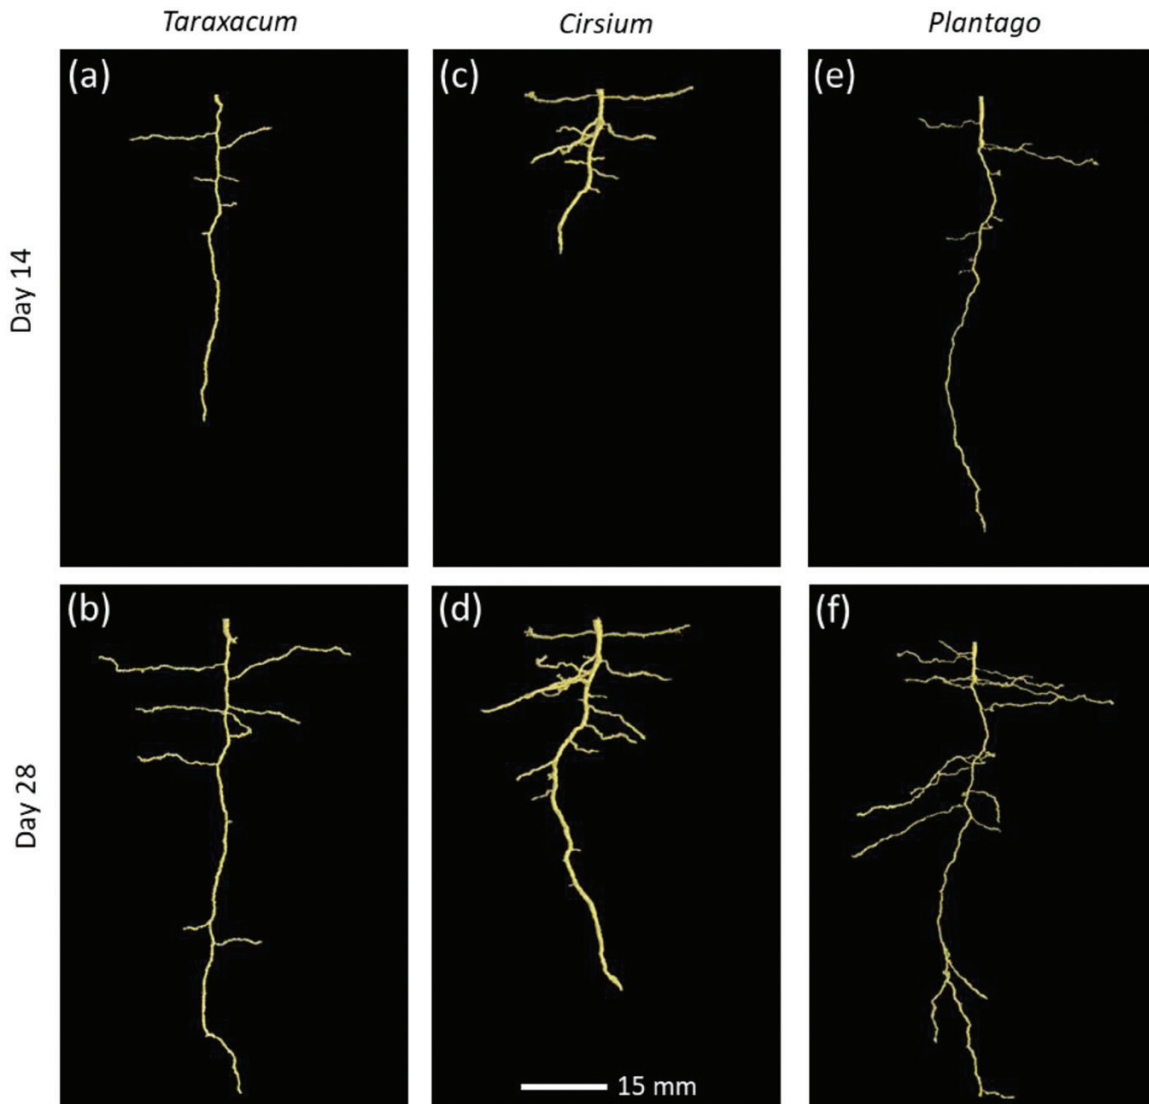 Taraxacum
Cirsium
Plantago
Day 14
(a)
(c)
(e)
Day 28
(b)
(d)
(f)
15 mm